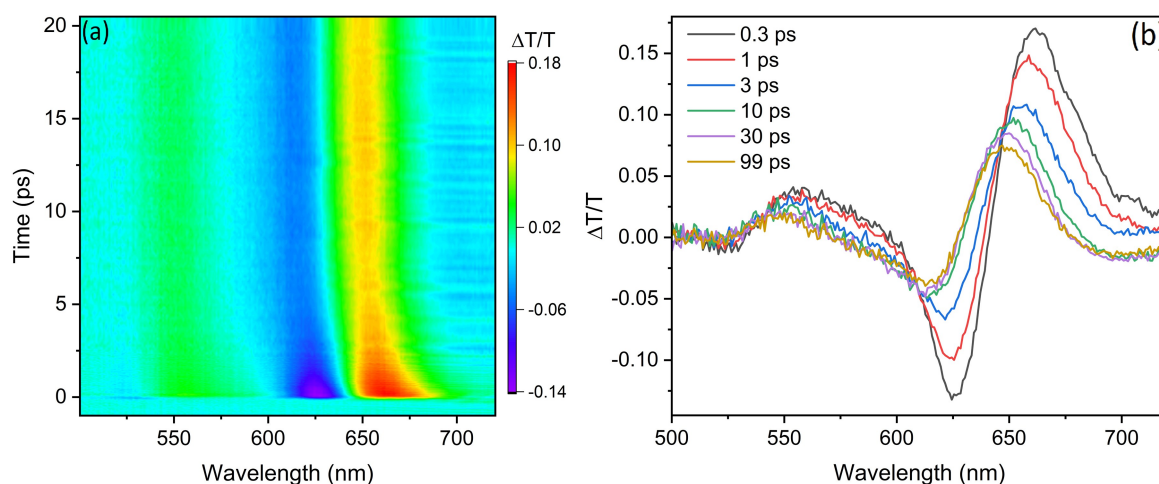 (a)
20
15
10
5
0
Time (ps)
550
600
650
700
Wavelength (nm)
ΔT/T
0.18
0.10
0.02
-0.06
-0.14
(b)
0.3 ps
1 ps
3 ps
10 ps
30 ps
99 ps
0.15
0.10
0.05
0.00
-0.05
-0.10
ΔT/T
500
550
600
650
700
Wavelength (nm)